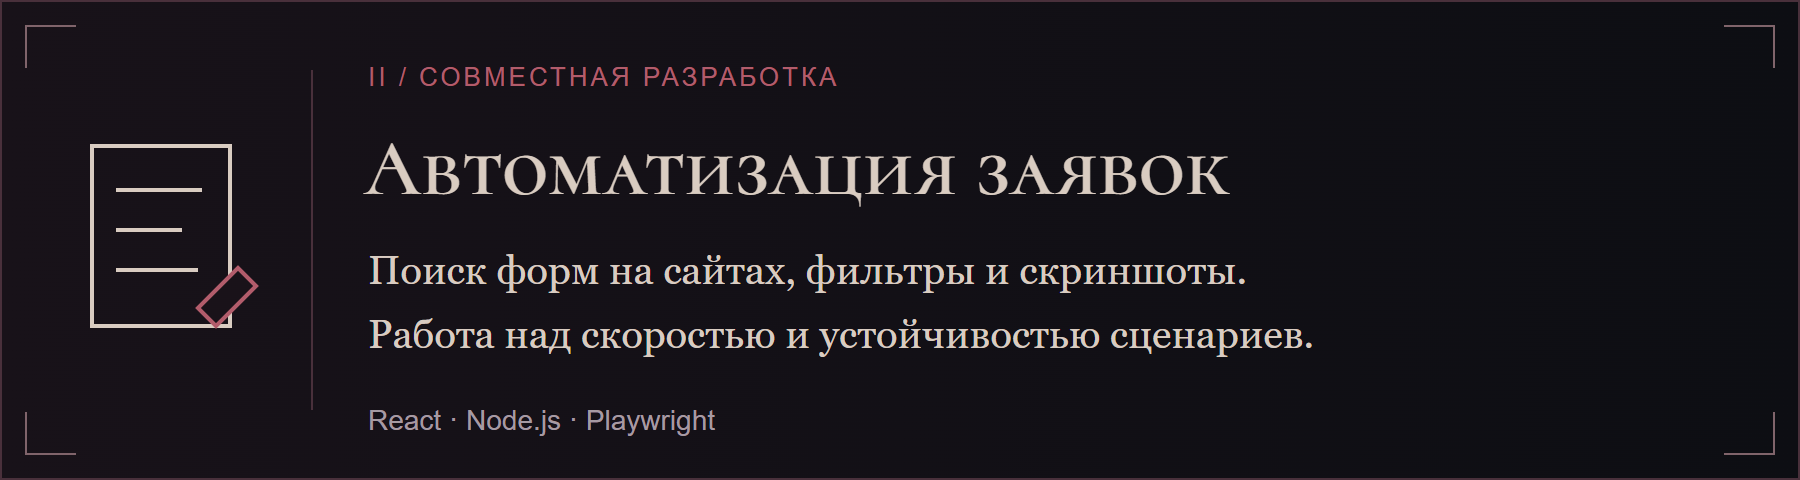 II / СОВМЕСТНАЯ РАЗРАБОТКА
Автоматизация заявок
Поиск форм на сайтах, фильтры и скриншоты.
Работа над скоростью и устойчивостью сценариев.
React · Node.js · Playwright